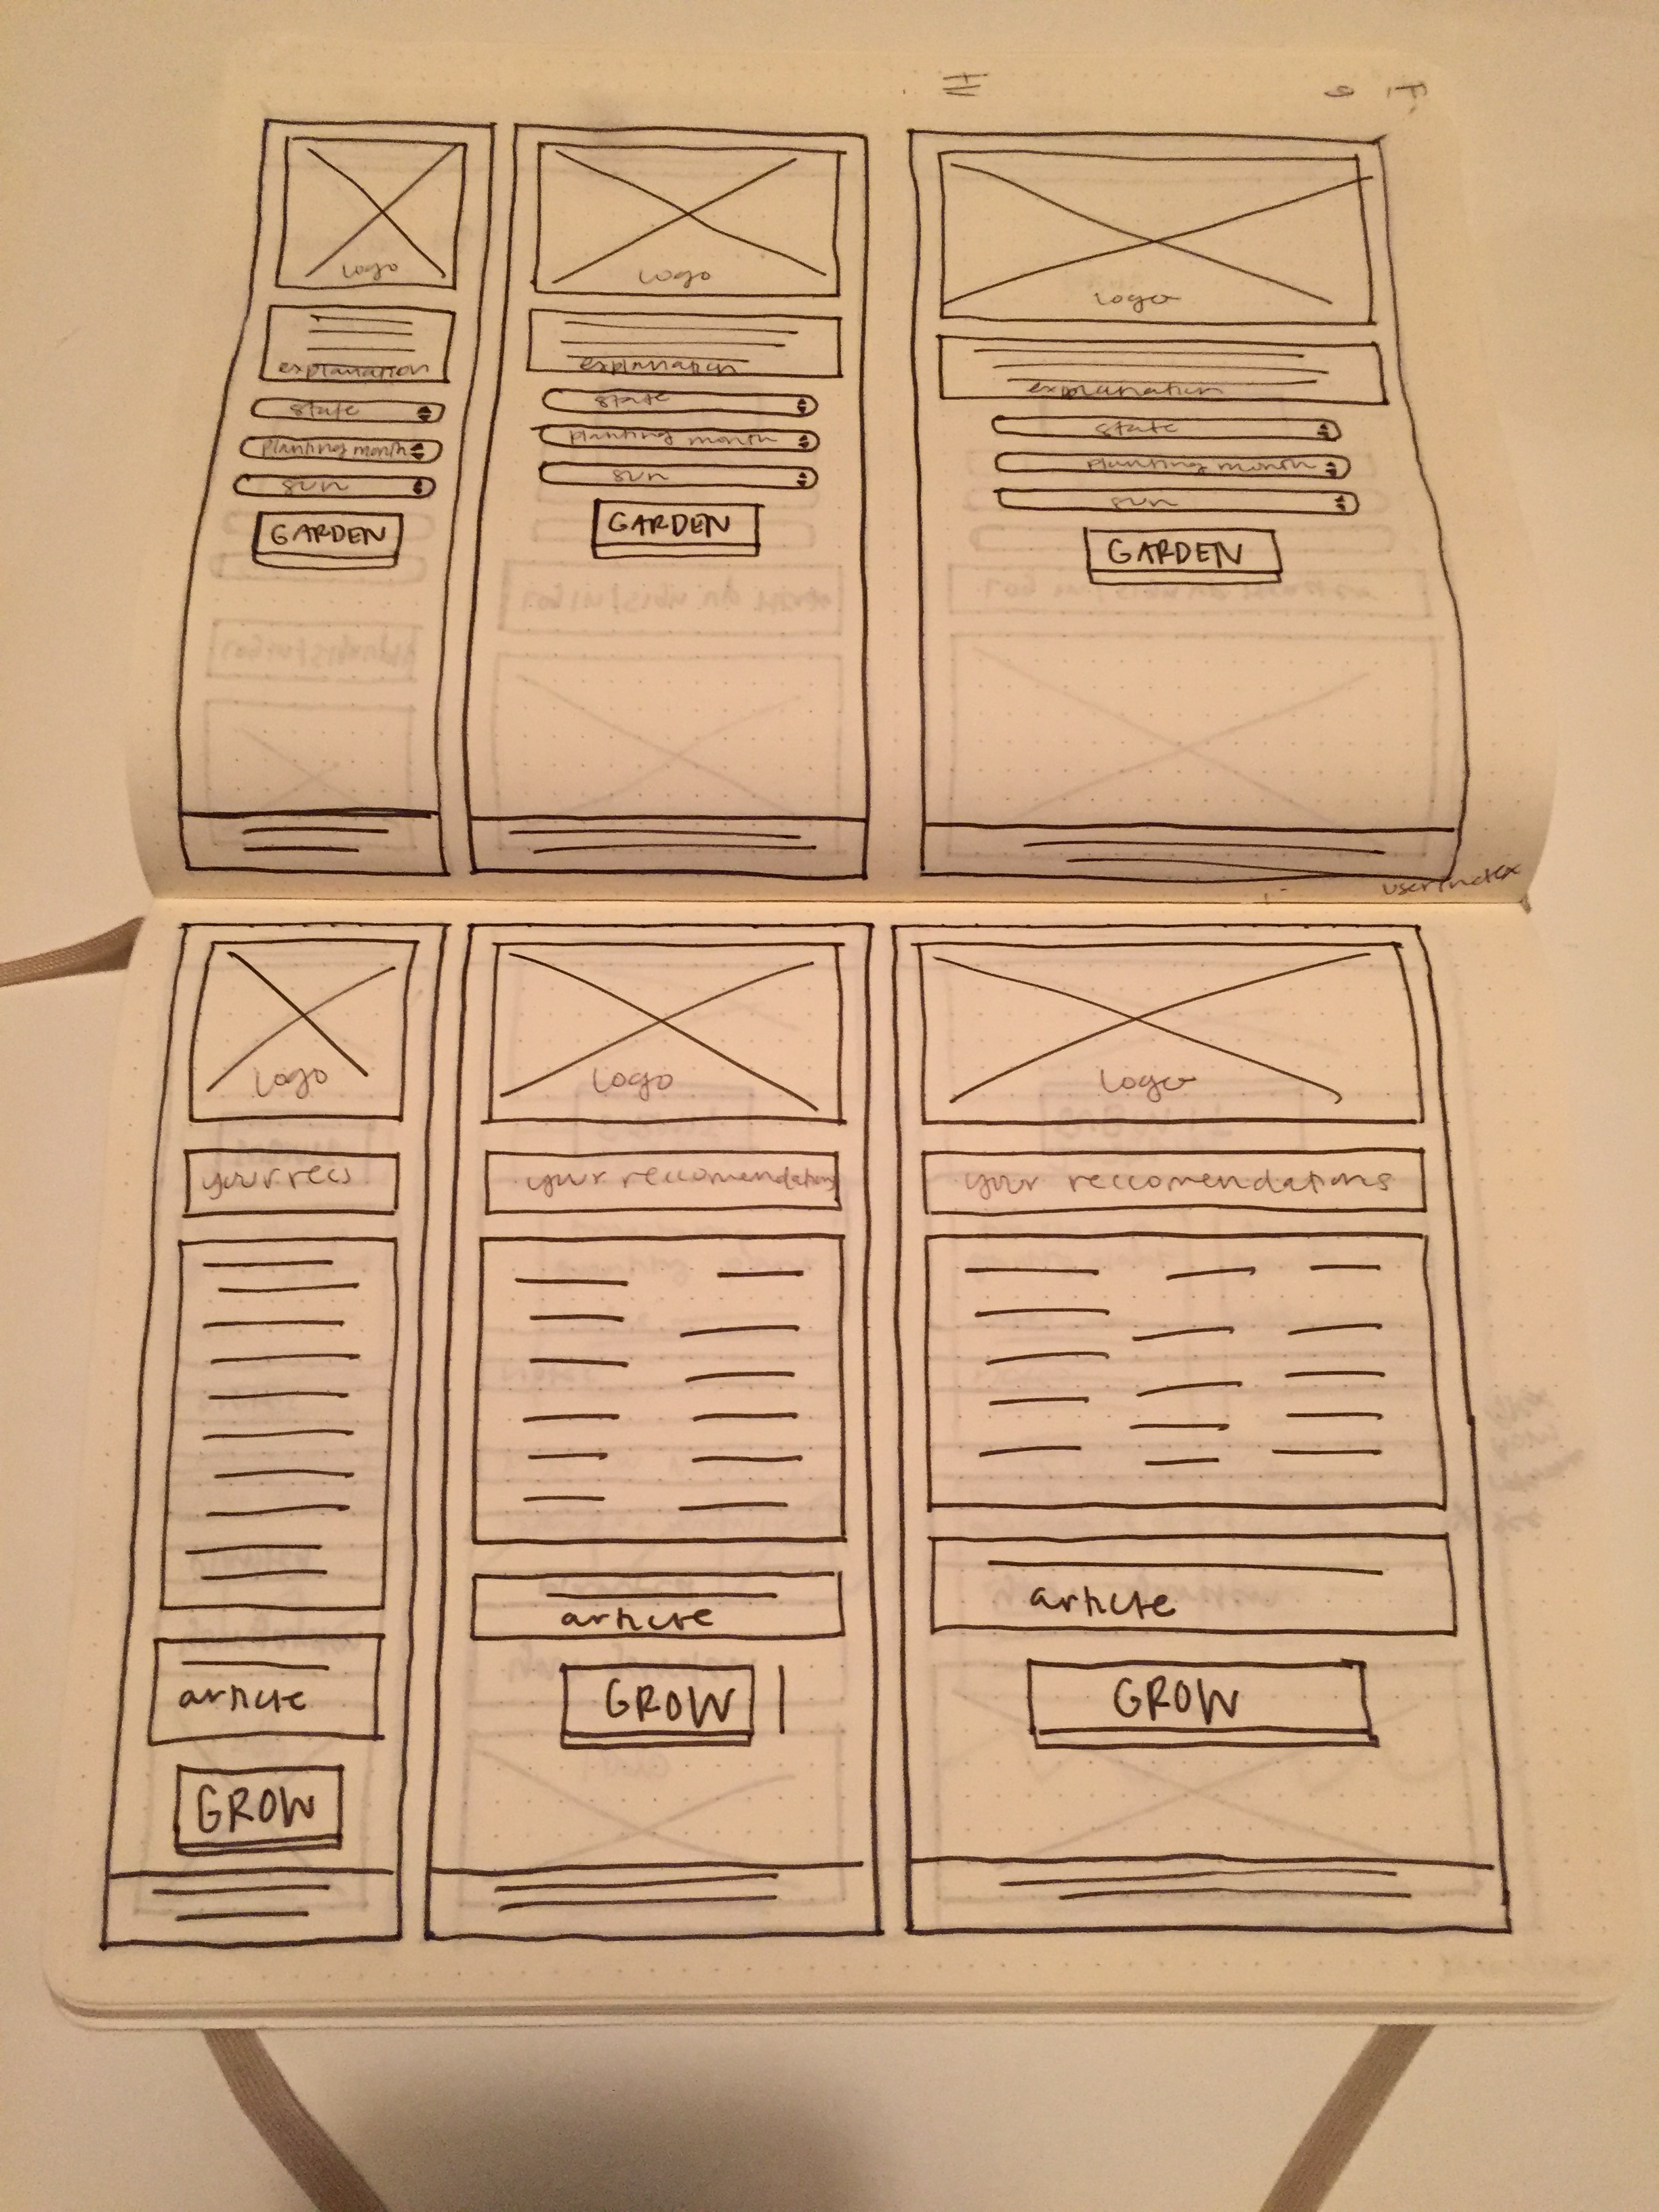 logo
explanation
state
planting month
sun
GARDEN
logo
explanation
state
planting month
sun
GARDEN
logo
explanation
state
planting month
sun
GARDEN
user index
logo
your recs
article
GROW
logo
your reccomendations
article
GROW
logo
your reccomendations
article
GROW